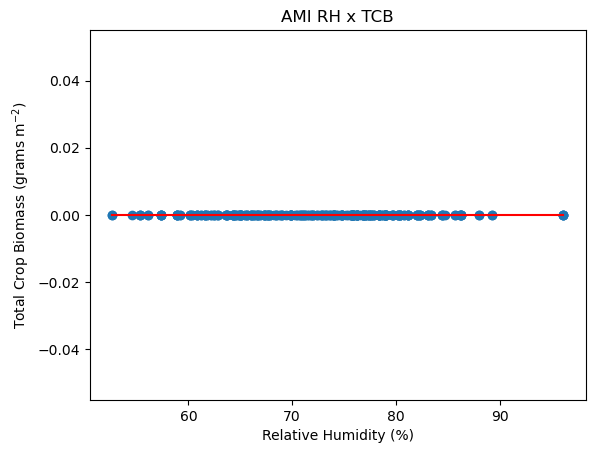 AMI RH x TCB
Total Crop Biomass (grams m⁻²)
0.04
0.02
0.00
−0.02
−0.04
60 70 80 90
Relative Humidity (%)